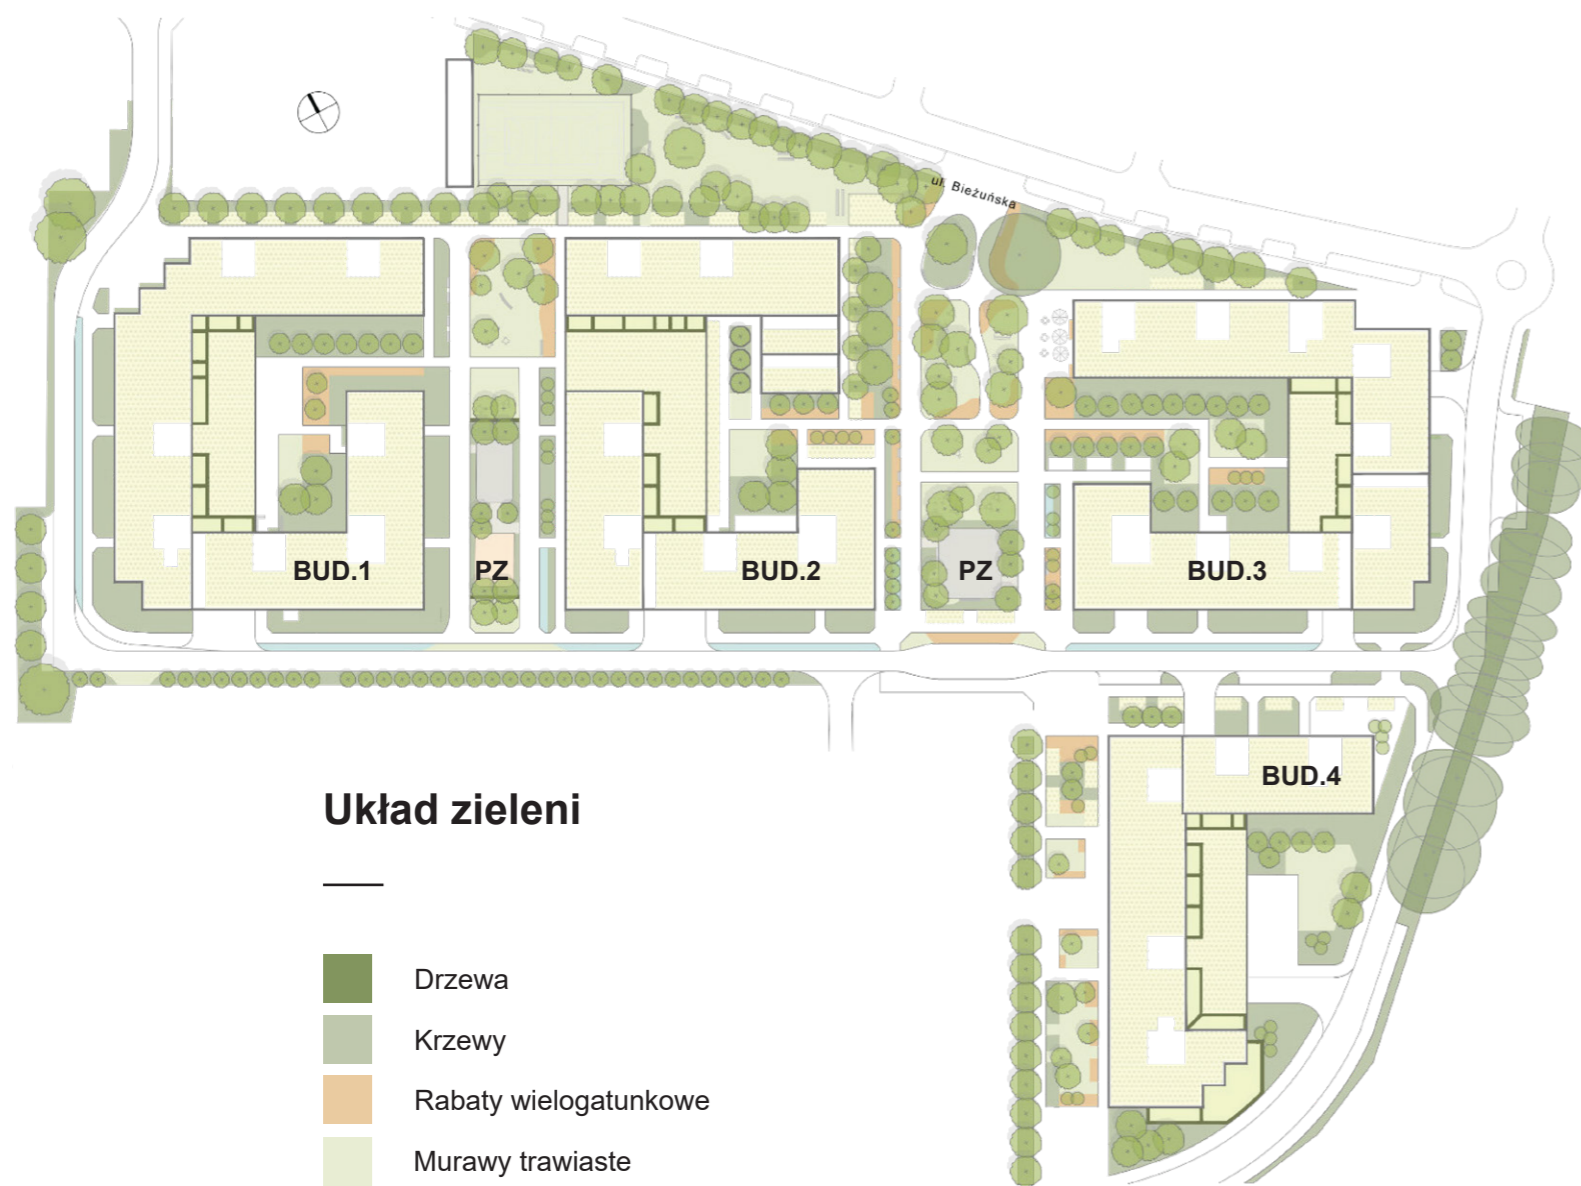 ul. Bieżuńska
BUD.1
PZ
BUD.2
PZ
BUD.3
BUD.4
Układ zieleni
Drzewa
Krzewy
Rabaty wielogatunkowe
Murawy trawiaste